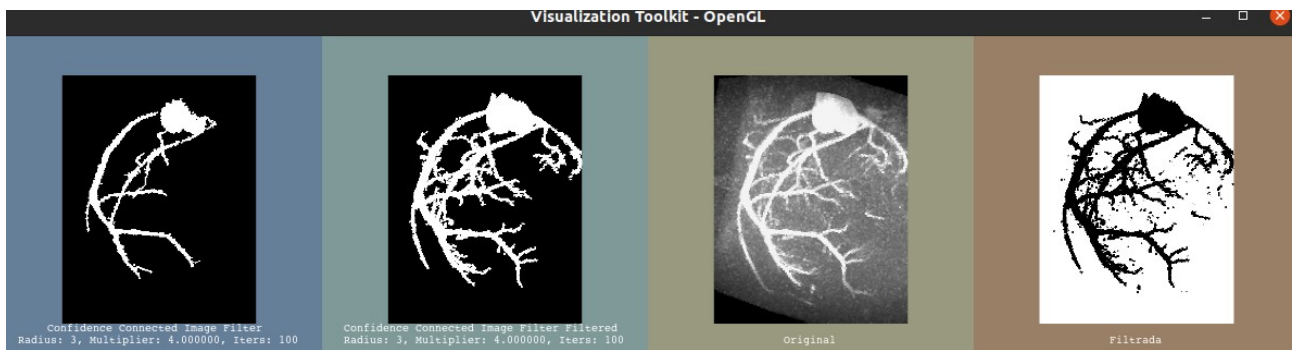 Visualization Toolkit - OpenGL
Confidence Connected Image Filter
Radius: 3, Multiplier: 4.000000, Iters: 100
Confidence Connected Image Filter Filtered
Radius: 3, Multiplier: 4.000000, Iters: 100
Original
Filtrada